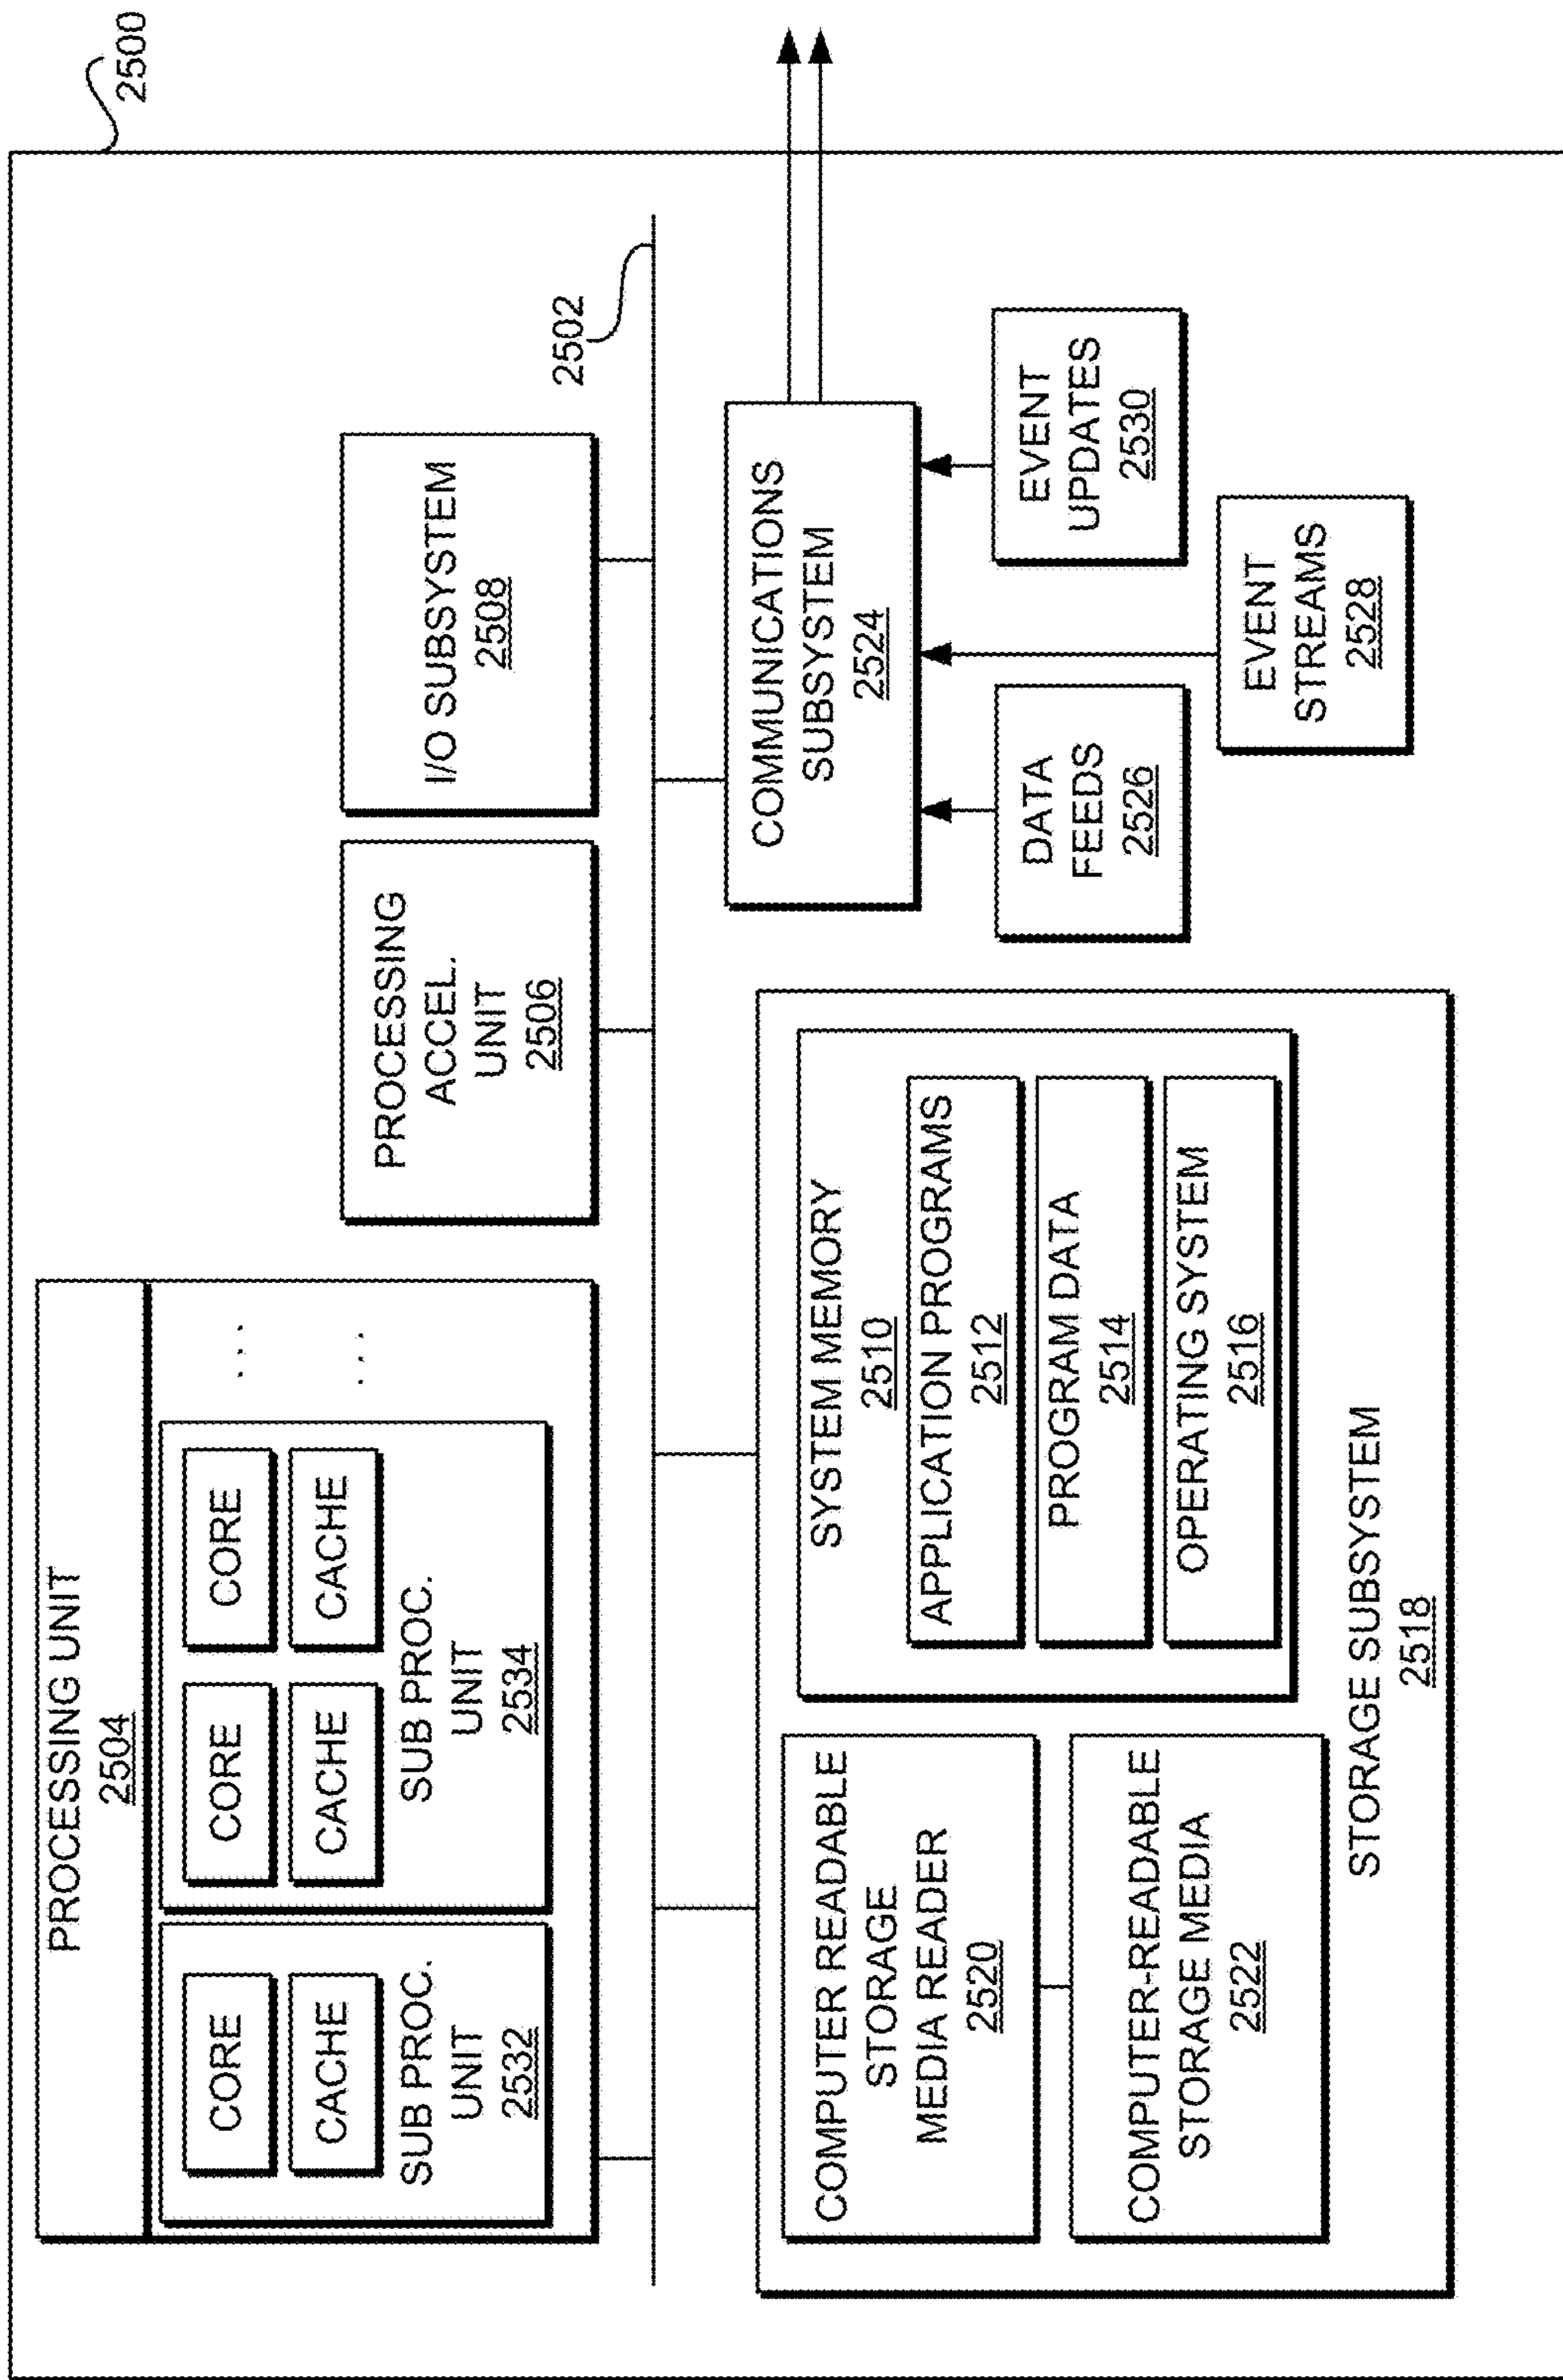 2500
PROCESSING UNIT
2504
CORE
CACHE
SUB PROC.
UNIT
2532
CORE
CORE
CACHE
CACHE
SUB PROC.
UNIT
2534
. . .
. . .
PROCESSING
ACCEL.
UNIT
2506
I/O SUBSYSTEM
2508
2502
COMPUTER READABLE
STORAGE
MEDIA READER
2520
COMPUTER-READABLE
STORAGE MEDIA
2522
SYSTEM MEMORY
2510
APPLICATION PROGRAMS
2512
PROGRAM DATA
2514
OPERATING SYSTEM
2516
STORAGE SUBSYSTEM
2518
COMMUNICATIONS
SUBSYSTEM
2524
DATA
FEEDS
2526
EVENT
STREAMS
2528
EVENT
UPDATES
2530